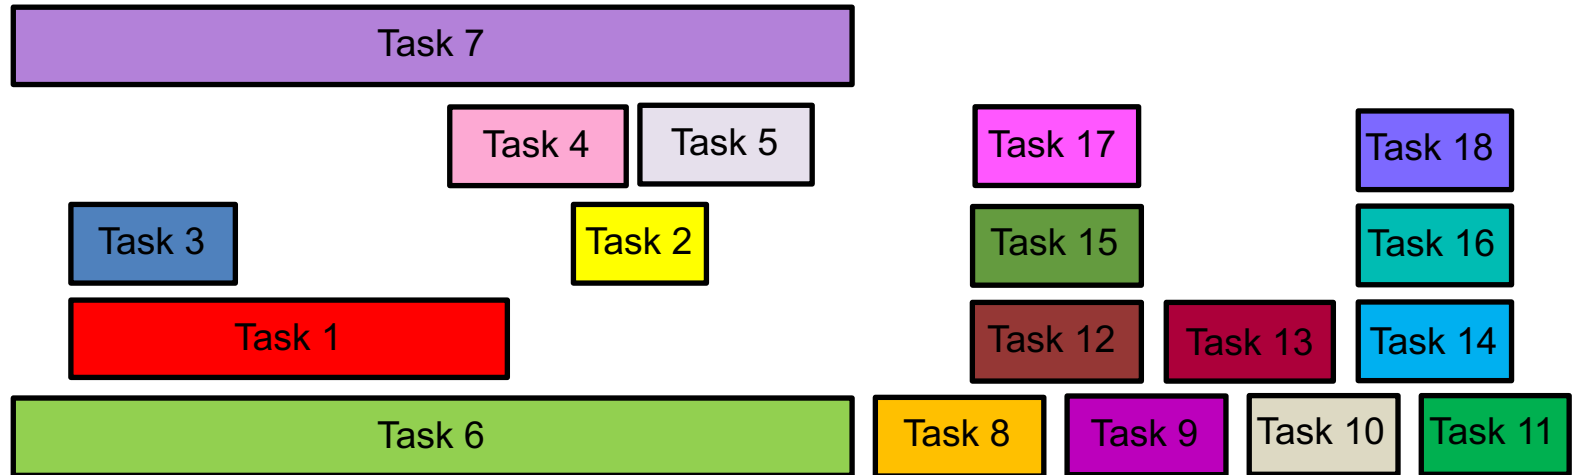 Task 7
Task 4
Task 5
Task 17
Task 18
Task 3
Task 2
Task 15
Task 16
Task 1
Task 12
Task 13
Task 14
Task 6
Task 8
Task 9
Task 10
Task 11